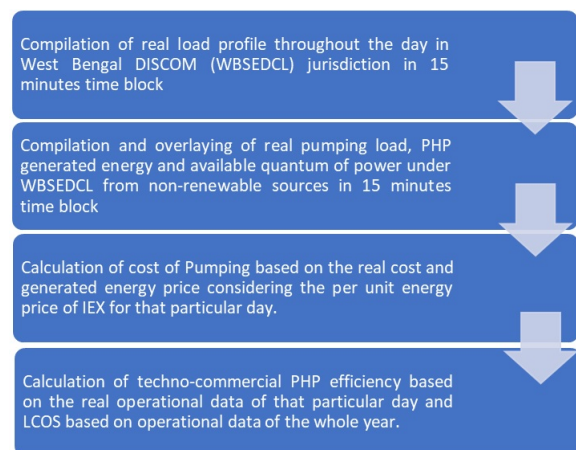 Compilation of real load profile throughout the day in
West Bengal DISCOM (WBSEDCL) jurisdiction in 15
minutes time block
Compilation and overlaying of real pumping load, PHP
generated energy and available quantum of power under
WBSEDCL from non-renewable sources in 15 minutes
time block
Calculation of cost of Pumping based on the real cost and
generated energy price considering the per unit energy
price of IEX for that particular day.
Calculation of techno-commercial PHP efficiency based
on the real operational data of that particular day and
LCOS based on operational data of the whole year.